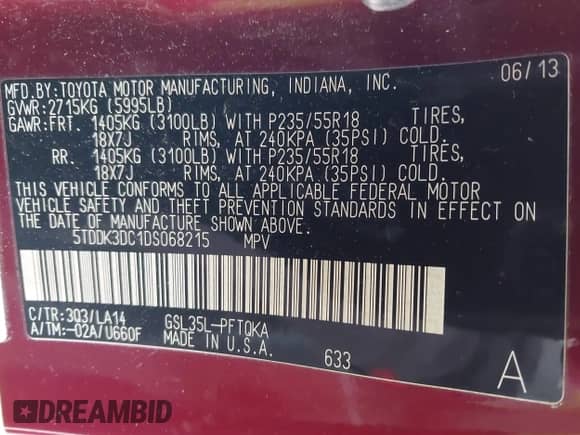 MFD.BY:TOYOTA MOTOR MANUFACTURING, INDIANA, INC. 06/13
GVWR:2715KG (5995LB)
GAWR:FRT. 1405KG (3100LB) WITH P235/55R18 TIRES,
18X7J RIMS, AT 240KPA (35PSI) COLD.
RR. 1405KG (3100LB) WITH P235/55R18 TIRES,
18X7J RIMS, AT 240KPA (35PSI) COLD.
THIS VEHICLE CONFORMS TO ALL APPLICABLE FEDERAL MOTOR
VEHICLE SAFETY AND THEFT PREVENTION STANDARDS IN EFFECT ON
THE DATE OF MANUFACTURE SHOWN ABOVE.
5TDDK3DC1DS068215 MPV
C/TR:303/LA14 GSL35L-PFTQKA
A/TM:-02A/U660F MADE IN U.S.A.
633 A
DREAMBID